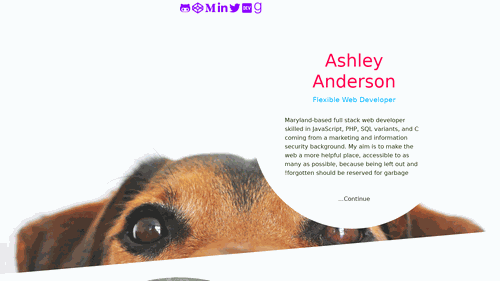 M in DEV g
Ashley
Anderson
Flexible Web Developer
Maryland-based full stack web developer
skilled in JavaScript, PHP, SQL variants, and C
coming from a marketing and information
security background. My aim is to make the
web a more helpful place, accessible to as
many as possible, because being left out and
!forgotten should be reserved for garbage
...Continue